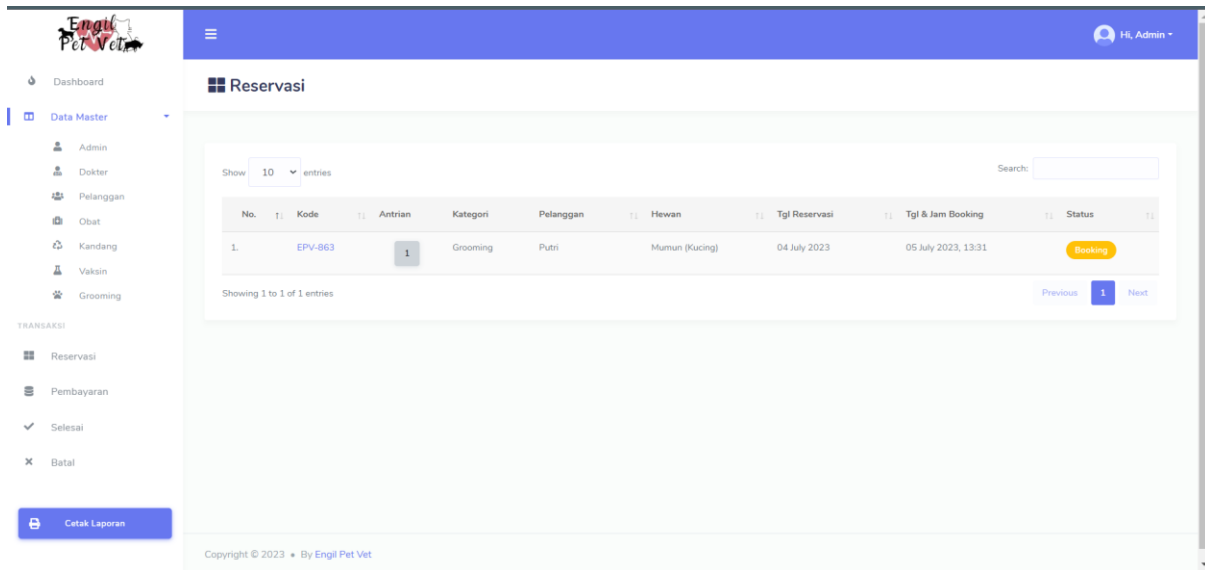 Engil
Pet Vet
Hi, Admin
Dashboard
Reservasi
Data Master
Admin
Dokter
Pelanggan
Obat
Kandang
Vaksin
Grooming
TRANSAKSI
Reservasi
Pembayaran
Selesai
Batal
Cetak Laporan
Show 10 entries Search:
No. Kode Antrian Kategori Pelanggan Hewan Tgl Reservasi Tgl & Jam Booking Status
1. EPV-863 1 Grooming Putri Mumun (Kucing) 04 July 2023 05 July 2023, 13:31 Booking
Showing 1 to 1 of 1 entries Previous 1 Next
Copyright © 2023 • By Engil Pet Vet